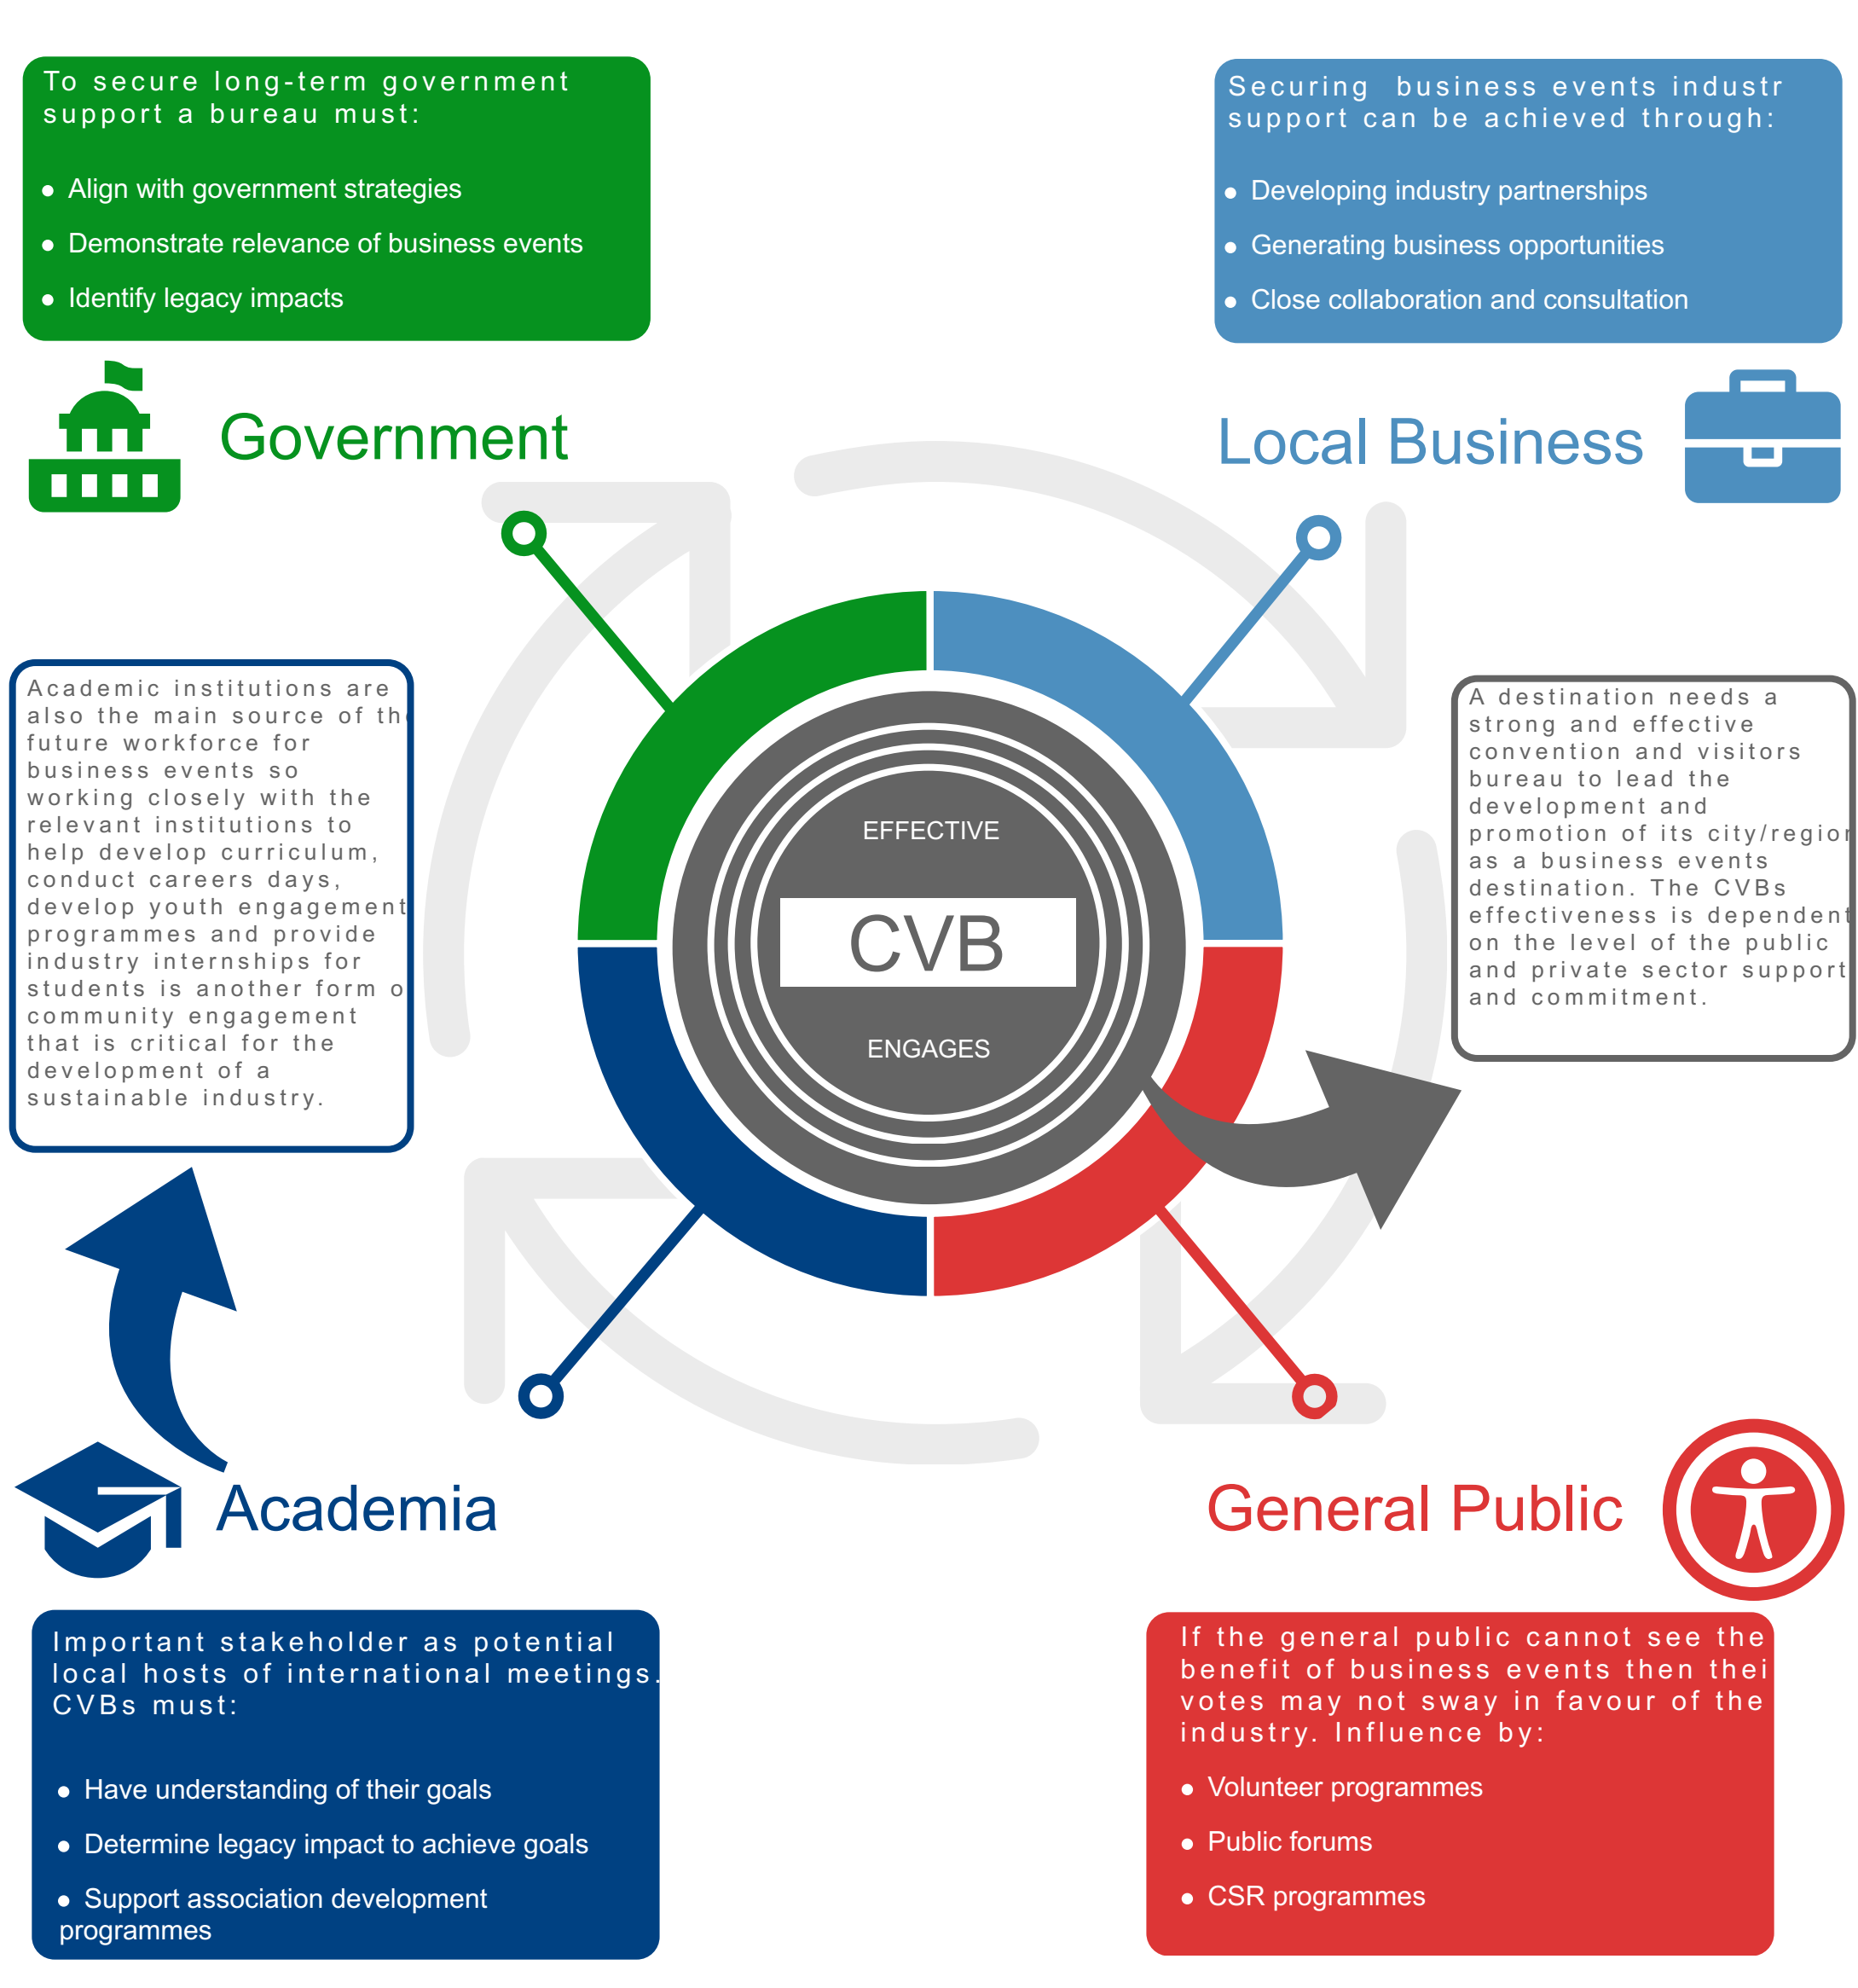 To secure long-term government
support a bureau must:
● Align with government strategies
● Demonstrate relevance of business events
● Identify legacy impacts
Government
Securing business events industr
support can be achieved through:
● Developing industry partnerships
● Generating business opportunities
● Close collaboration and consultation
Local Business
Academic institutions are
also the main source of the
future workforce for
business events so
working closely with the
relevant institutions to
help develop curriculum,
conduct careers days,
develop youth engagement
programmes and provide
industry internships for
students is another form o
community engagement
that is critical for the
development of a
sustainable industry.
EFFECTIVE
CVB
ENGAGES
A destination needs a
strong and effective
convention and visitors
bureau to lead the
development and
promotion of its city/region
as a business events
destination. The CVBs
effectiveness is dependent
on the level of the public
and private sector support
and commitment.
Academia
Important stakeholder as potential
local hosts of international meetings.
CVBs must:
● Have understanding of their goals
● Determine legacy impact to achieve goals
● Support association development
programmes
General Public
If the general public cannot see the
benefit of business events then thei
votes may not sway in favour of the
industry. Influence by:
● Volunteer programmes
● Public forums
● CSR programmes